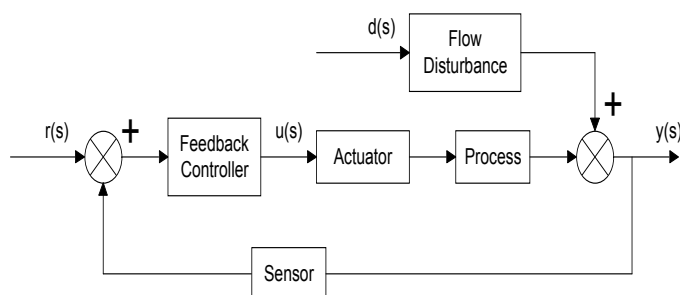 d(s)
Flow
Disturbance
+
r(s)
+
Feedback
Controller
u(s)
Actuator
Process
y(s)
Sensor